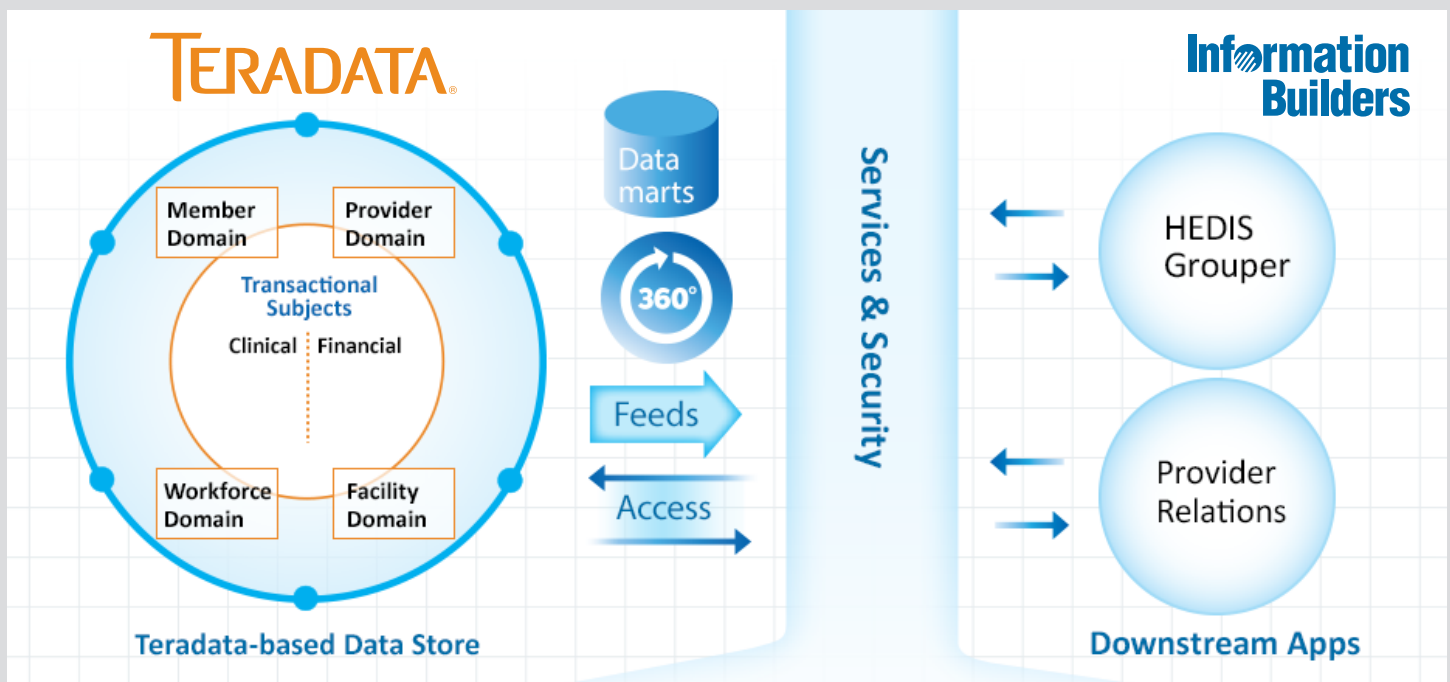 TERADATA®
Information
Builders
Member
Domain
Provider
Domain
Transactional
Subjects
Clinical
Financial
Workforce
Domain
Facility
Domain
Teradata-based Data Store
Data
marts
360°
Feeds
Access
Services & Security
HEDIS
Grouper
Provider
Relations
Downstream Apps